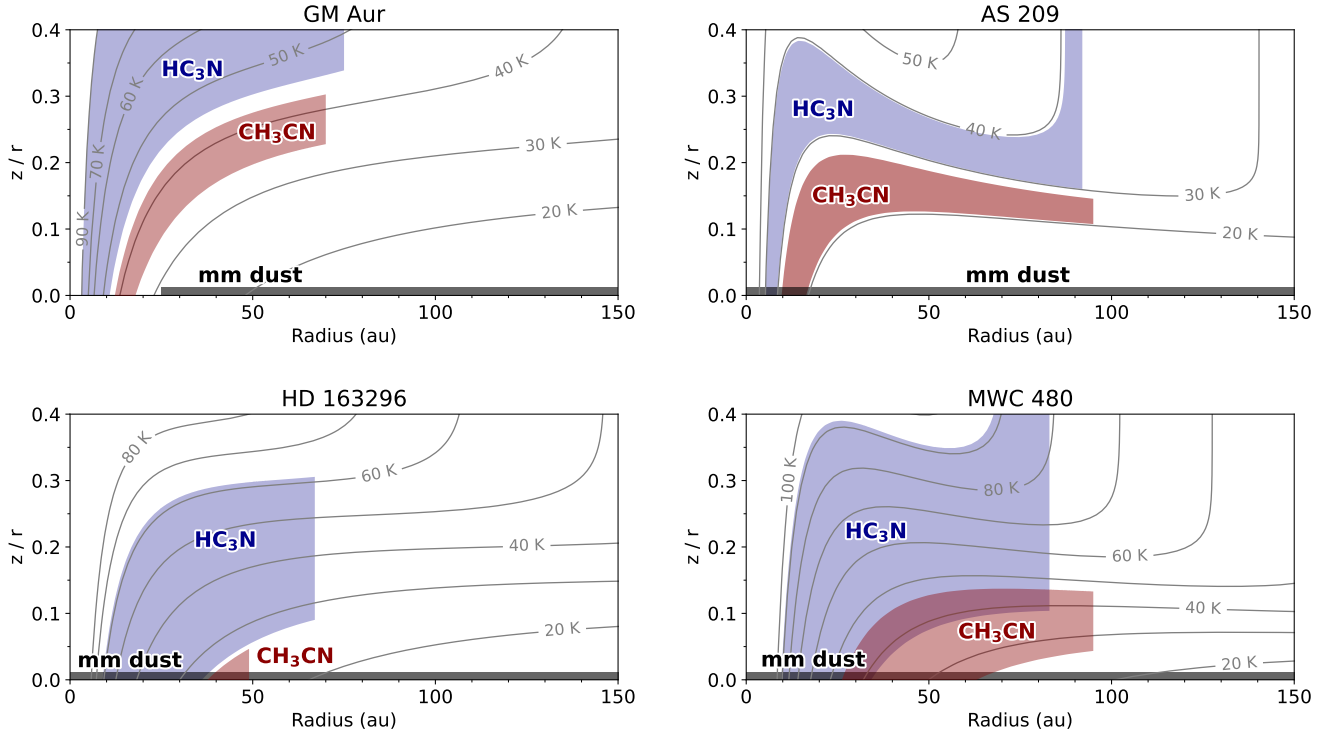 GM Aur
0.4
0.3
0.2
0.1
0.0
z / r
90 K
70 K
60 K
50 K
40 K
30 K
20 K
HC₃N
CH₃CN
mm dust
0
50
100
150
Radius (au)
AS 209
0.4
0.3
0.2
0.1
0.0
z / r
50 K
40 K
30 K
20 K
HC₃N
CH₃CN
mm dust
0
50
100
150
Radius (au)
HD 163296
0.4
0.3
0.2
0.1
0.0
z / r
80 K
60 K
40 K
20 K
HC₃N
CH₃CN
mm dust
0
50
100
150
Radius (au)
MWC 480
0.4
0.3
0.2
0.1
0.0
z / r
100 K
80 K
60 K
40 K
20 K
HC₃N
CH₃CN
mm dust
0
50
100
150
Radius (au)